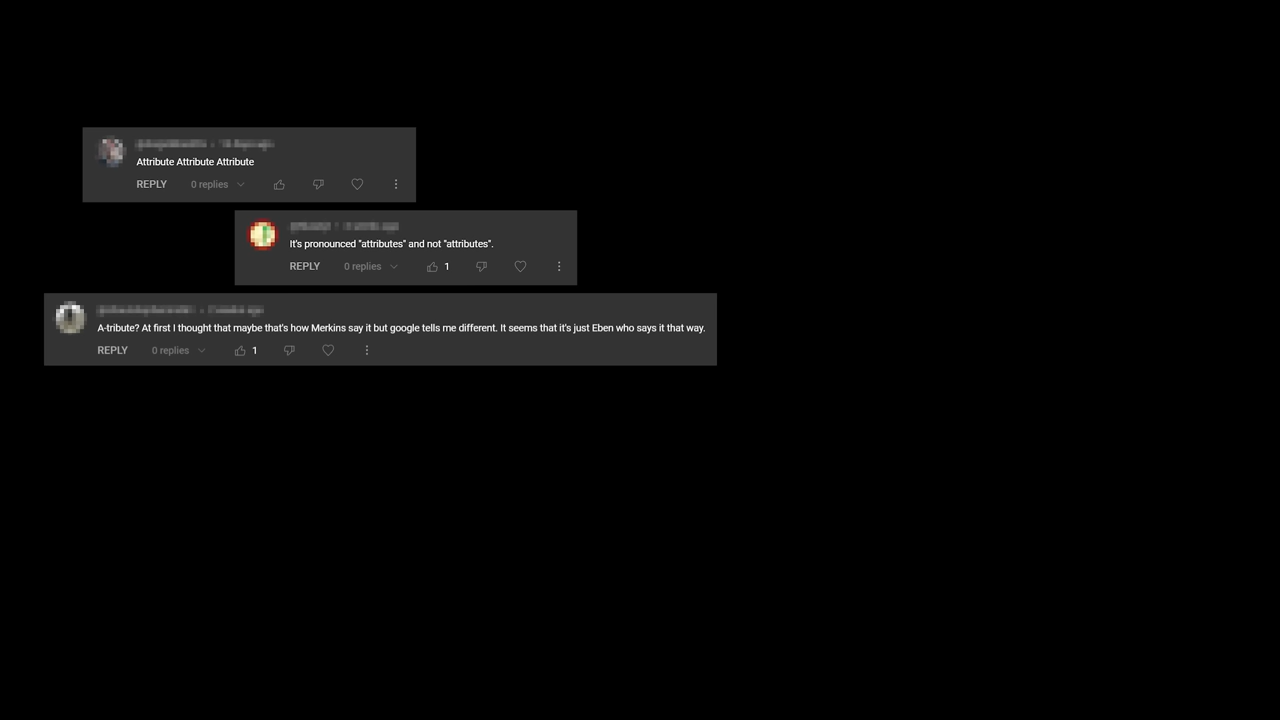 Attribute Attribute Attribute
REPLY 0 replies
It's pronounced "attributes" and not "attributes".
REPLY 0 replies 1
A-tribute? At first I thought that maybe that's how Merkins say it but google tells me different. It seems that it's just Eben who says it that way.
REPLY 0 replies 1